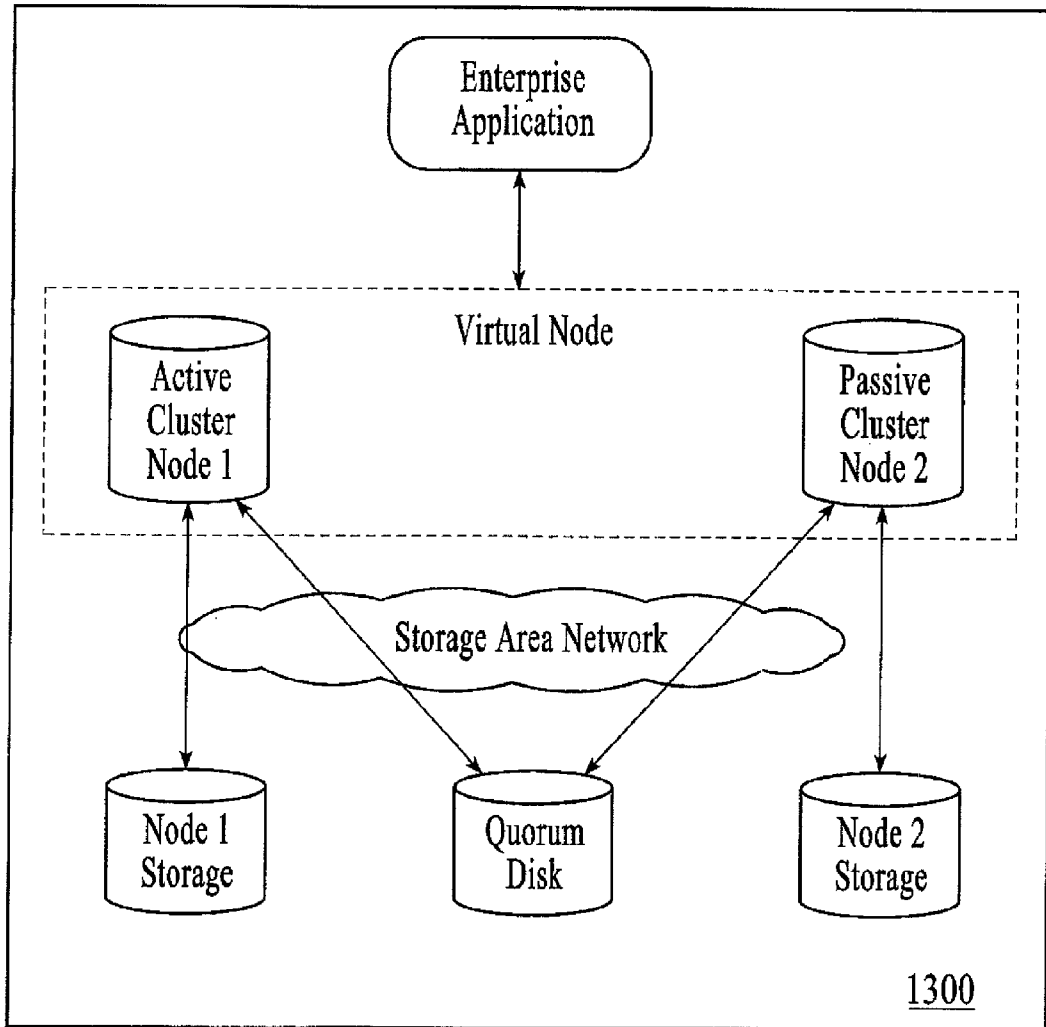 Enterprise
Application
Virtual Node
Active
Cluster
Node 1
Passive
Cluster
Node 2
Storage Area Network
Node 1
Storage
Quorum
Disk
Node 2
Storage
1300